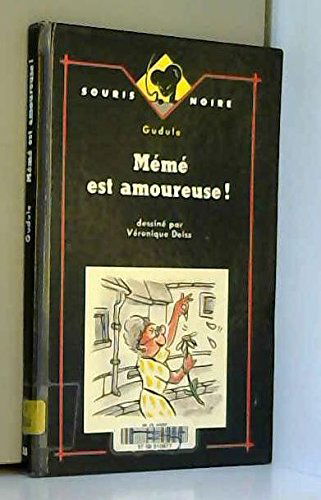 SOURIS NOIRE
Gudule
Mémé
est amoureuse!
dessiné par
Véronique Deiss
Gudule Mémé est amoureuse!